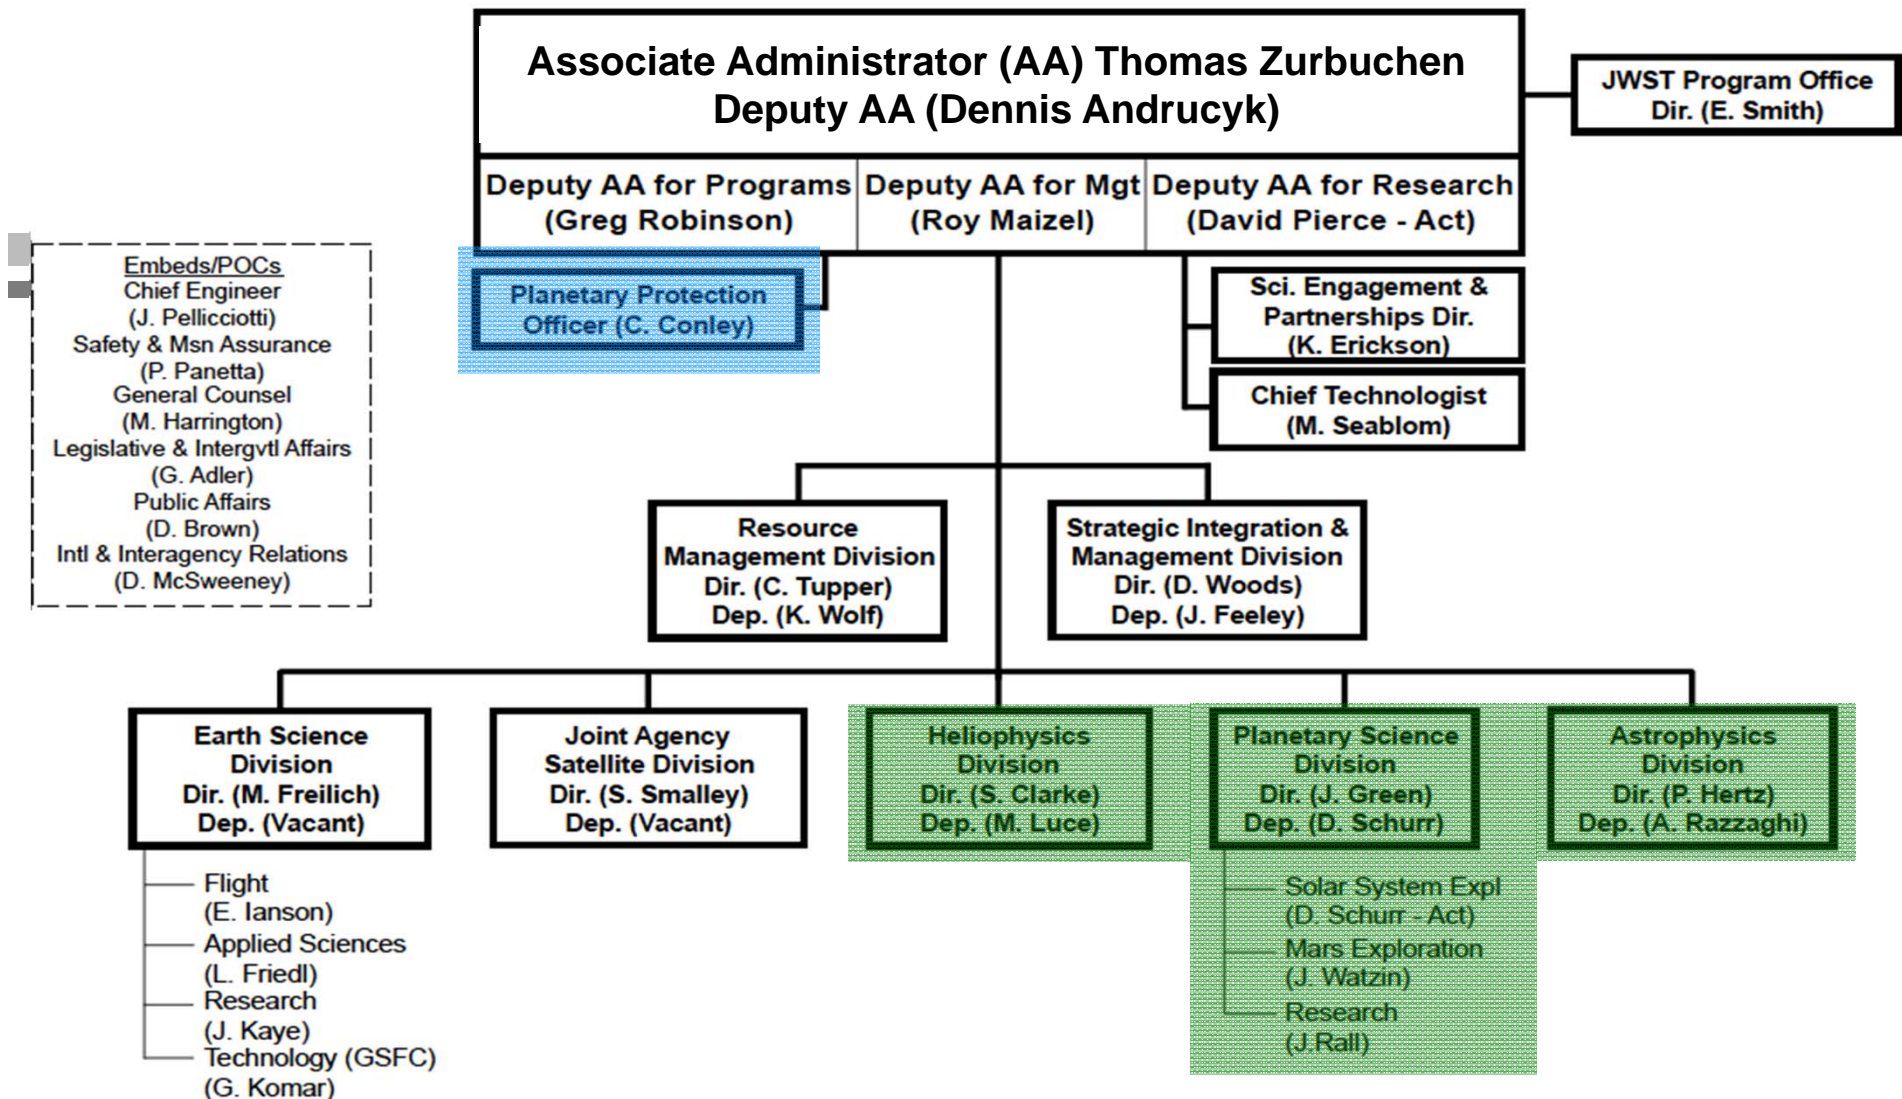 Associate Administrator (AA) Thomas Zurbuchen
Deputy AA (Dennis Andrucyk)
JWST Program Office
Dir. (E. Smith)
Deputy AA for Programs
(Greg Robinson)
Deputy AA for Mgt
(Roy Maizel)
Deputy AA for Research
(David Pierce - Act)
Embeds/POCs
Chief Engineer
(J. Pellicciotti)
Safety & Msn Assurance
(P. Panetta)
General Counsel
(M. Harrington)
Legislative & Intergvtl Affairs
(G. Adler)
Public Affairs
(D. Brown)
Intl & Interagency Relations
(D. McSweeney)
Planetary Protection
Officer (C. Conley)
Sci. Engagement &
Partnerships Dir.
(K. Erickson)
Chief Technologist
(M. Seablom)
Resource
Management Division
Dir. (C. Tupper)
Dep. (K. Wolf)
Strategic Integration &
Management Division
Dir. (D. Woods)
Dep. (J. Feeley)
Earth Science
Division
Dir. (M. Freilich)
Dep. (Vacant)
Flight
(E. Ianson)
Applied Sciences
(L. Friedl)
Research
(J. Kaye)
Technology (GSFC)
(G. Komar)
Joint Agency
Satellite Division
Dir. (S. Smalley)
Dep. (Vacant)
Heliophysics
Division
Dir. (S. Clarke)
Dep. (M. Luce)
Planetary Science
Division
Dir. (J. Green)
Dep. (D. Schurr)
Solar System Expl
(D. Schurr - Act)
Mars Exploration
(J. Watzin)
Research
(J.Rall)
Astrophysics
Division
Dir. (P. Hertz)
Dep. (A. Razzaghi)